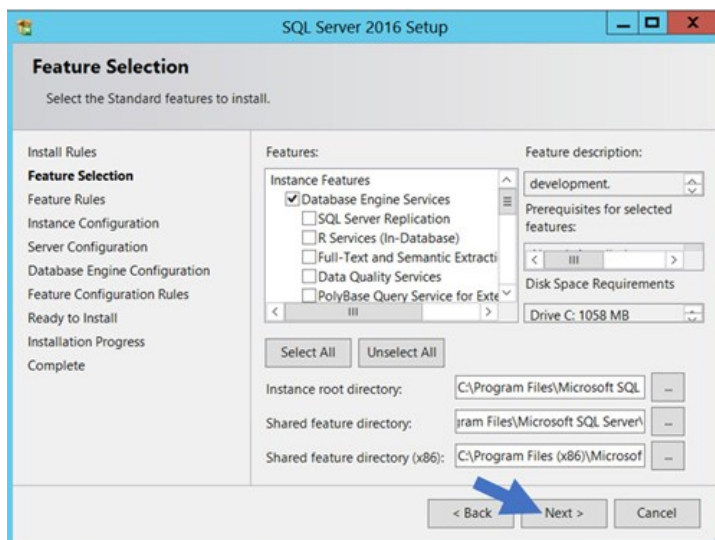 SQL Server 2016 Setup
Feature Selection
Select the Standard features to install.
Install Rules
Feature Selection
Feature Rules
Instance Configuration
Server Configuration
Database Engine Configuration
Feature Configuration Rules
Ready to Install
Installation Progress
Complete
Features:
Instance Features
Database Engine Services
SQL Server Replication
R Services (In-Database)
Full-Text and Semantic Extracti
Data Quality Services
PolyBase Query Service for Exte
Feature description:
development.
Prerequisites for selected
features:
Disk Space Requirements
Drive C: 1058 MB
Select All Unselect All
Instance root directory: C:\Program Files\Microsoft SQL ...
Shared feature directory: gram Files\Microsoft SQL Server\ ...
Shared feature directory (x86): C:\Program Files (x86)\Microsof ...
< Back Next > Cancel